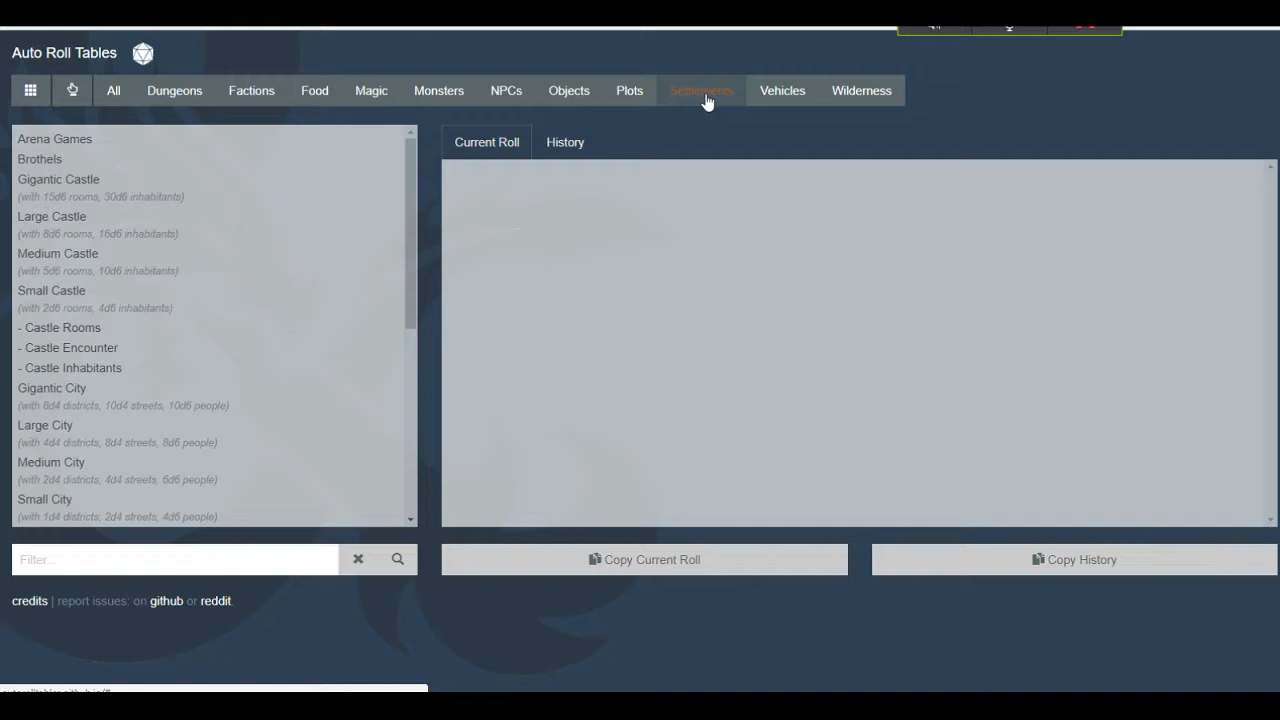 Auto Roll Tables
All Dungeons Factions Food Magic Monsters NPCs Objects Plots Settlements Vehicles Wilderness
Arena Games
Brothels
Gigantic Castle
(with 15d6 rooms, 30d6 inhabitants)
Large Castle
(with 8d6 rooms, 16d6 inhabitants)
Medium Castle
(with 5d6 rooms, 10d6 inhabitants)
Small Castle
(with 2d6 rooms, 4d6 inhabitants)
- Castle Rooms
- Castle Encounter
- Castle Inhabitants
Gigantic City
(with 8d4 districts, 10d4 streets, 10d6 people)
Large City
(with 4d4 districts, 8d4 streets, 8d6 people)
Medium City
(with 2d4 districts, 4d4 streets, 6d6 people)
Small City
(with 1d4 districts, 2d4 streets, 4d6 people)
Current Roll History
Filter...
Copy Current Roll
Copy History
credits | report issues: on github or reddit